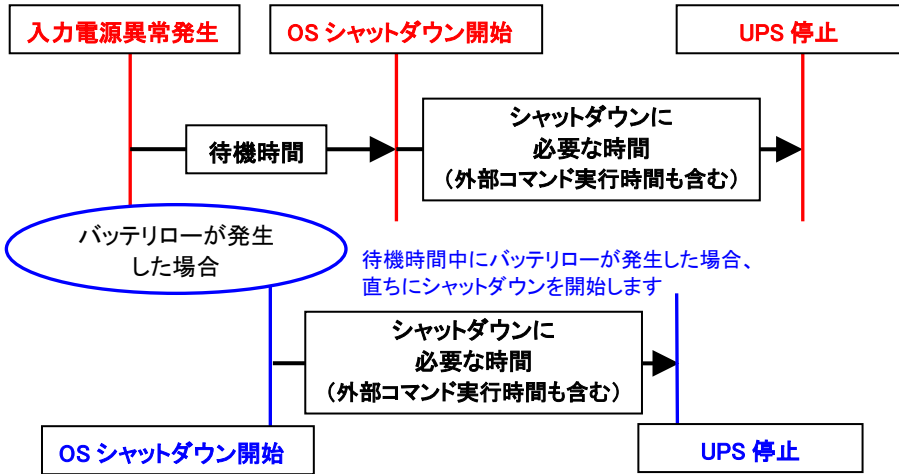 入力電源異常発生
OS シャットダウン開始
UPS 停止
待機時間
シャットダウンに
必要な時間
（外部コマンド実行時間も含む）
バッテリローが発生
した場合
待機時間中にバッテリローが発生した場合、
直ちにシャットダウンを開始します
シャットダウンに
必要な時間
（外部コマンド実行時間も含む）
OS シャットダウン開始
UPS 停止